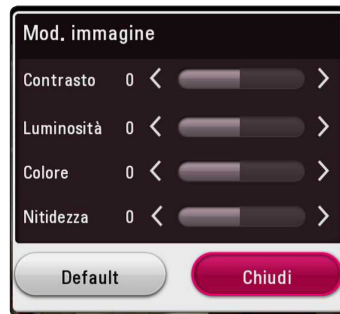 Mod. immagine
Contrasto 0
Luminosità 0
Colore 0
Nitidezza 0
Default Chiudi